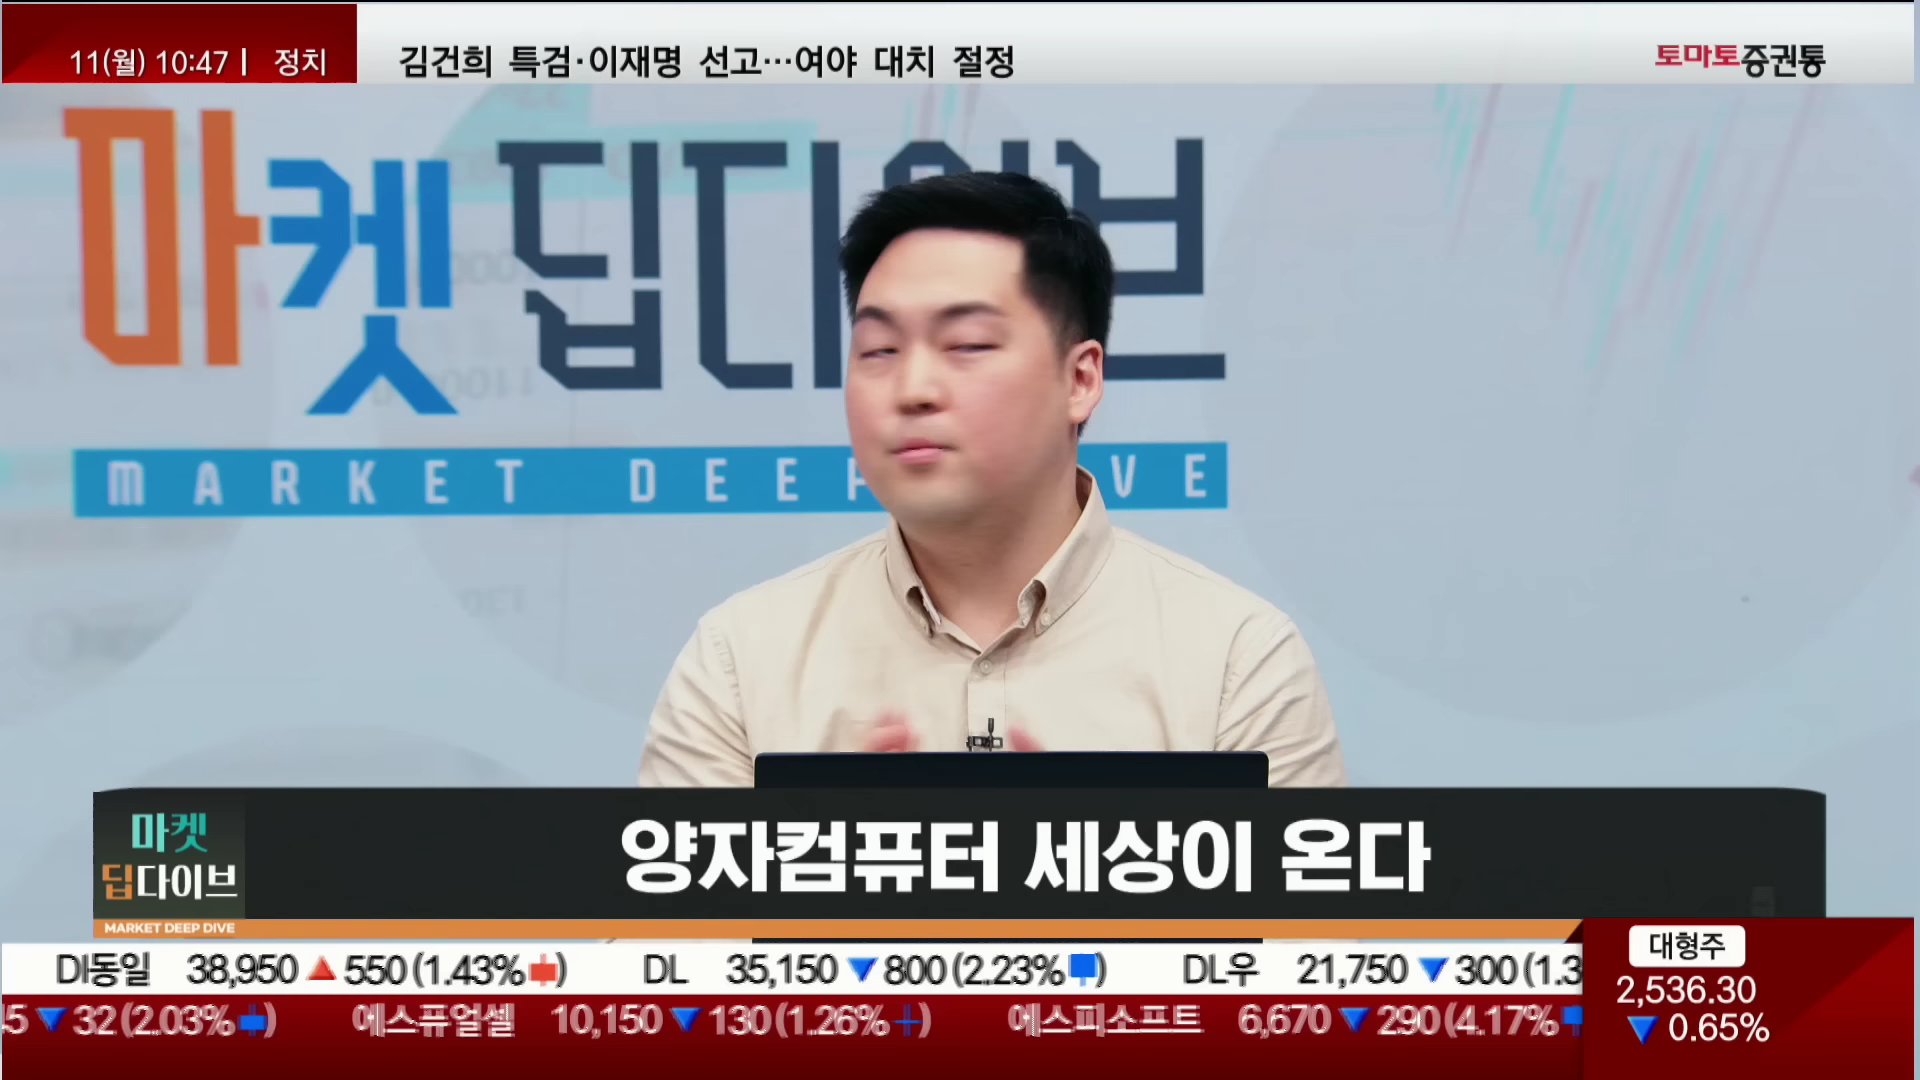 11(월) 10:47 | 정치 김건희 특검·이재명 선고…여야 대치 절정 토마토증권통
마켓 딥다이브
MARKET DEEP VE
마켓
딥다이브
MARKET DEEP DIVE
양자컴퓨터 세상이 온다
DI동일 38,950 ▲ 550 (1.43%) DL 35,150 ▼ 800 (2.23%) DL우 21,750 ▼ 300 (1.3
대형주
2,536.30
▼ 0.65%
45 ▼ 32 (2.03%) 에스퓨얼셀 10,150 ▼ 130 (1.26%) 에스피소프트 6,670 ▼ 290 (4.17%